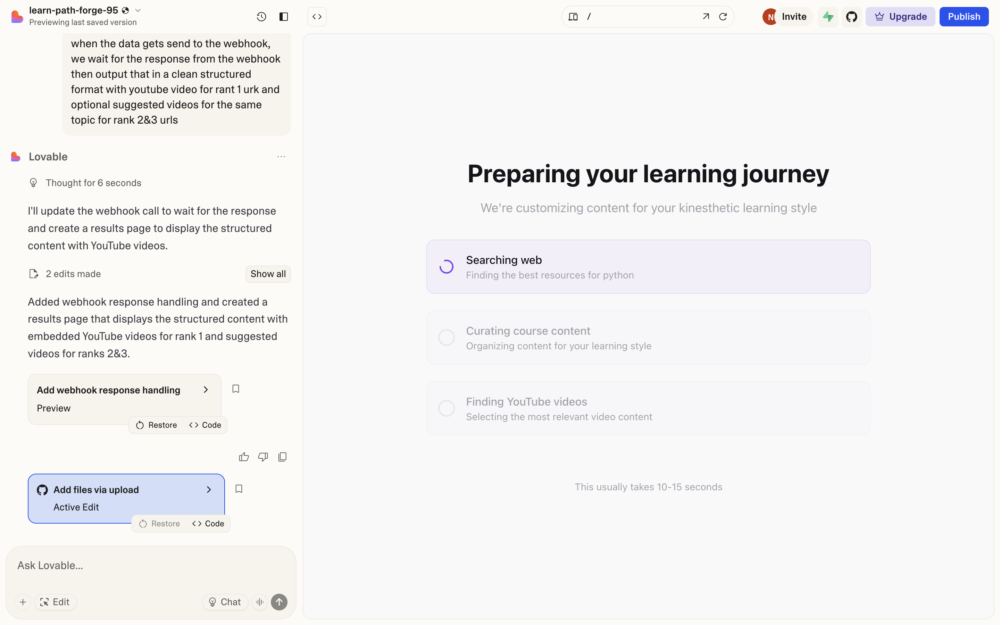 learn-path-forge-95
Previewing last saved version
/
N
Invite
Upgrade
Publish
when the data gets send to the webhook,
we wait for the response from the webhook
then output that in a clean structured
format with youtube video for rant 1 urk and
optional suggested videos for the same
topic for rank 2&3 urls
Lovable
Thought for 6 seconds
I'll update the webhook call to wait for the response
and create a results page to display the structured
content with YouTube videos.
2 edits made
Show all
Added webhook response handling and created a
results page that displays the structured content with
embedded YouTube videos for rank 1 and suggested
videos for ranks 2&3.
Add webhook response handling
Preview
Restore
Code
Add files via upload
Active Edit
Restore
Code
Ask Lovable...
Edit
Chat
Preparing your learning journey
We're customizing content for your kinesthetic learning style
Searching web
Finding the best resources for python
Curating course content
Organizing content for your learning style
Finding YouTube videos
Selecting the most relevant video content
This usually takes 10-15 seconds